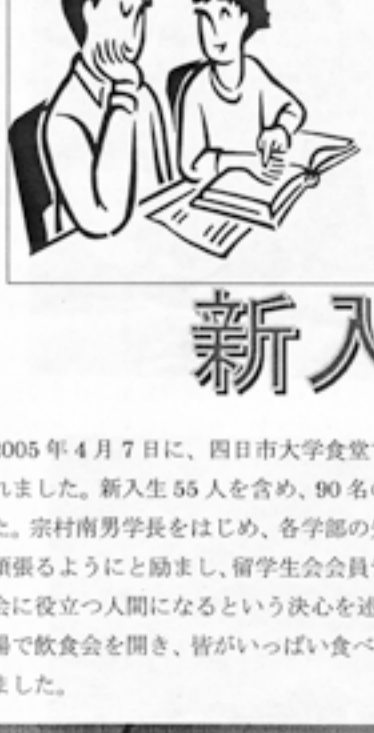 新入
2005年4月7日に、四日市大学食堂
れました。新入生55人を含め、90名の
た。宗村南男学長をはじめ、各学部の
頑張るようにと励まし、留学生会会員
会に役立つ人間になるという決心を述
場で飲食会を開き、皆がいっぱい食べ
ました。